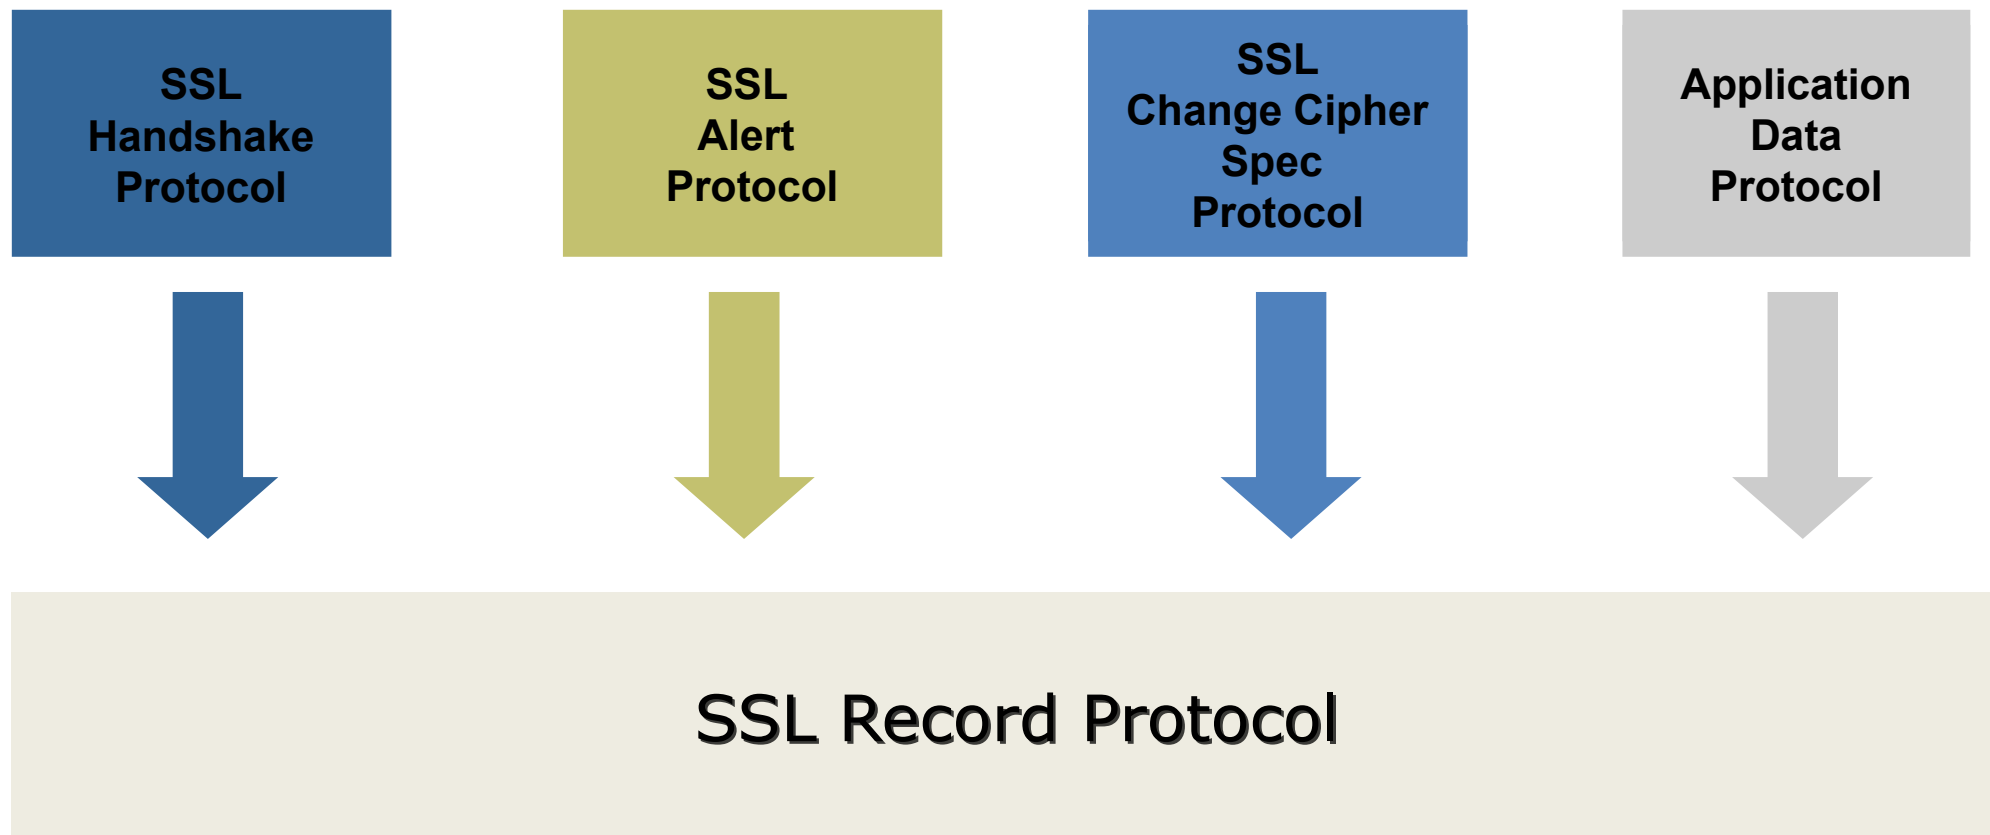 SSL
Handshake
Protocol
SSL
Alert
Protocol
SSL
Change Cipher
Spec
Protocol
Application
Data
Protocol
SSL Record Protocol